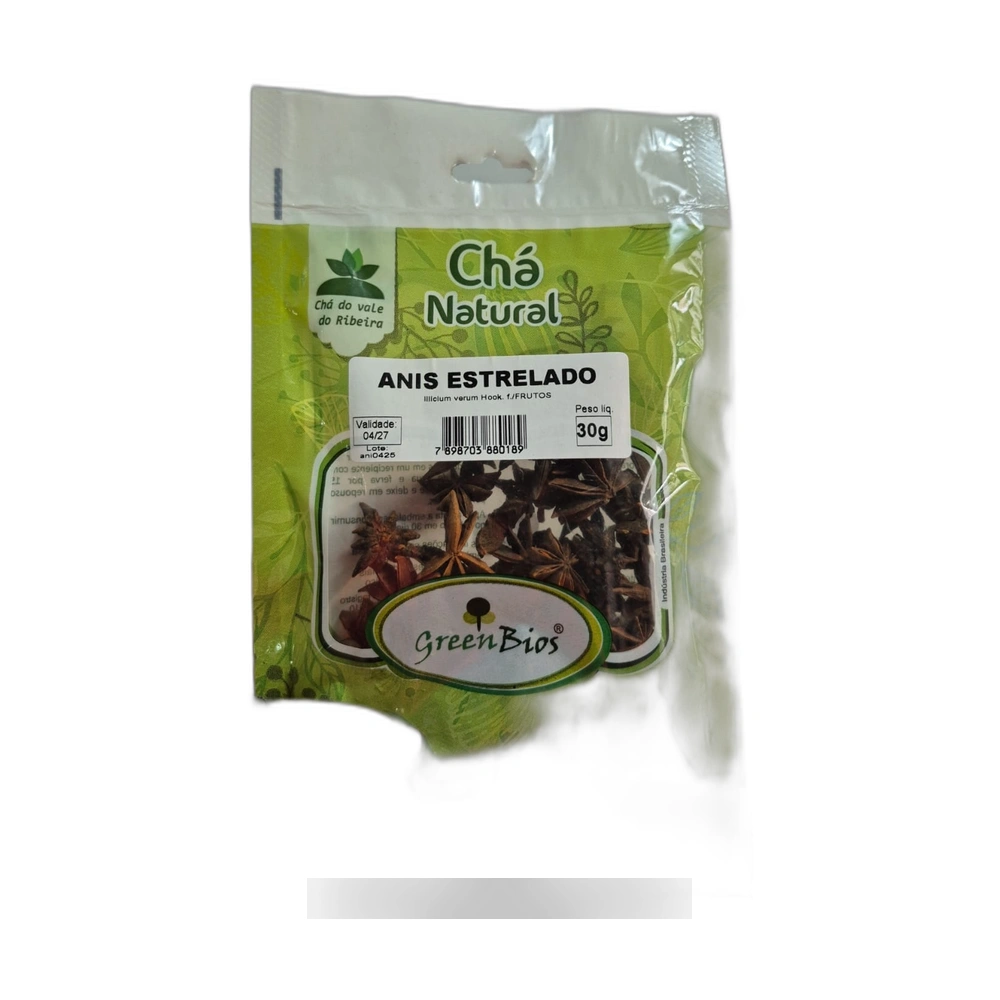 Chá
Natural
Chá do vale
do Ribeira
ANIS ESTRELADO
Illicium verum Hook. f./FRUTOS
Validade:
04/27
Lote:
ani0425
7 898703 880189
Peso liq.
30g
Indústria Brasileira
GreenBios®